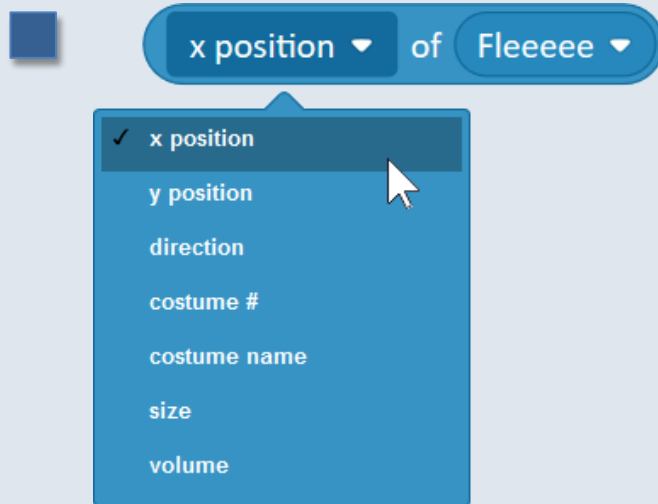 x position of Fleeeee
x position
y position
direction
costume #
costume name
size
volume